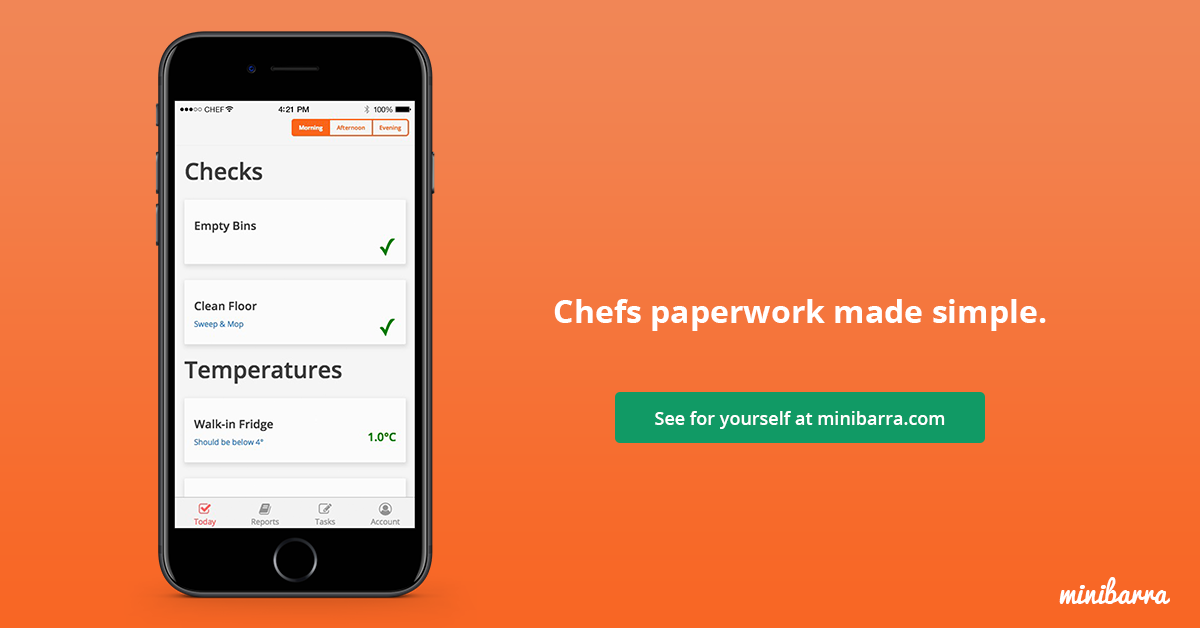 CHEF 4:21 PM 100%
Morning Afternoon Evening
Checks
Empty Bins
Clean Floor
Sweep & Mop
Temperatures
Walk-in Fridge
Should be below 4°
1.0°C
Today Reports Tasks Account
Chefs paperwork made simple.
See for yourself at minibarra.com
minibarra